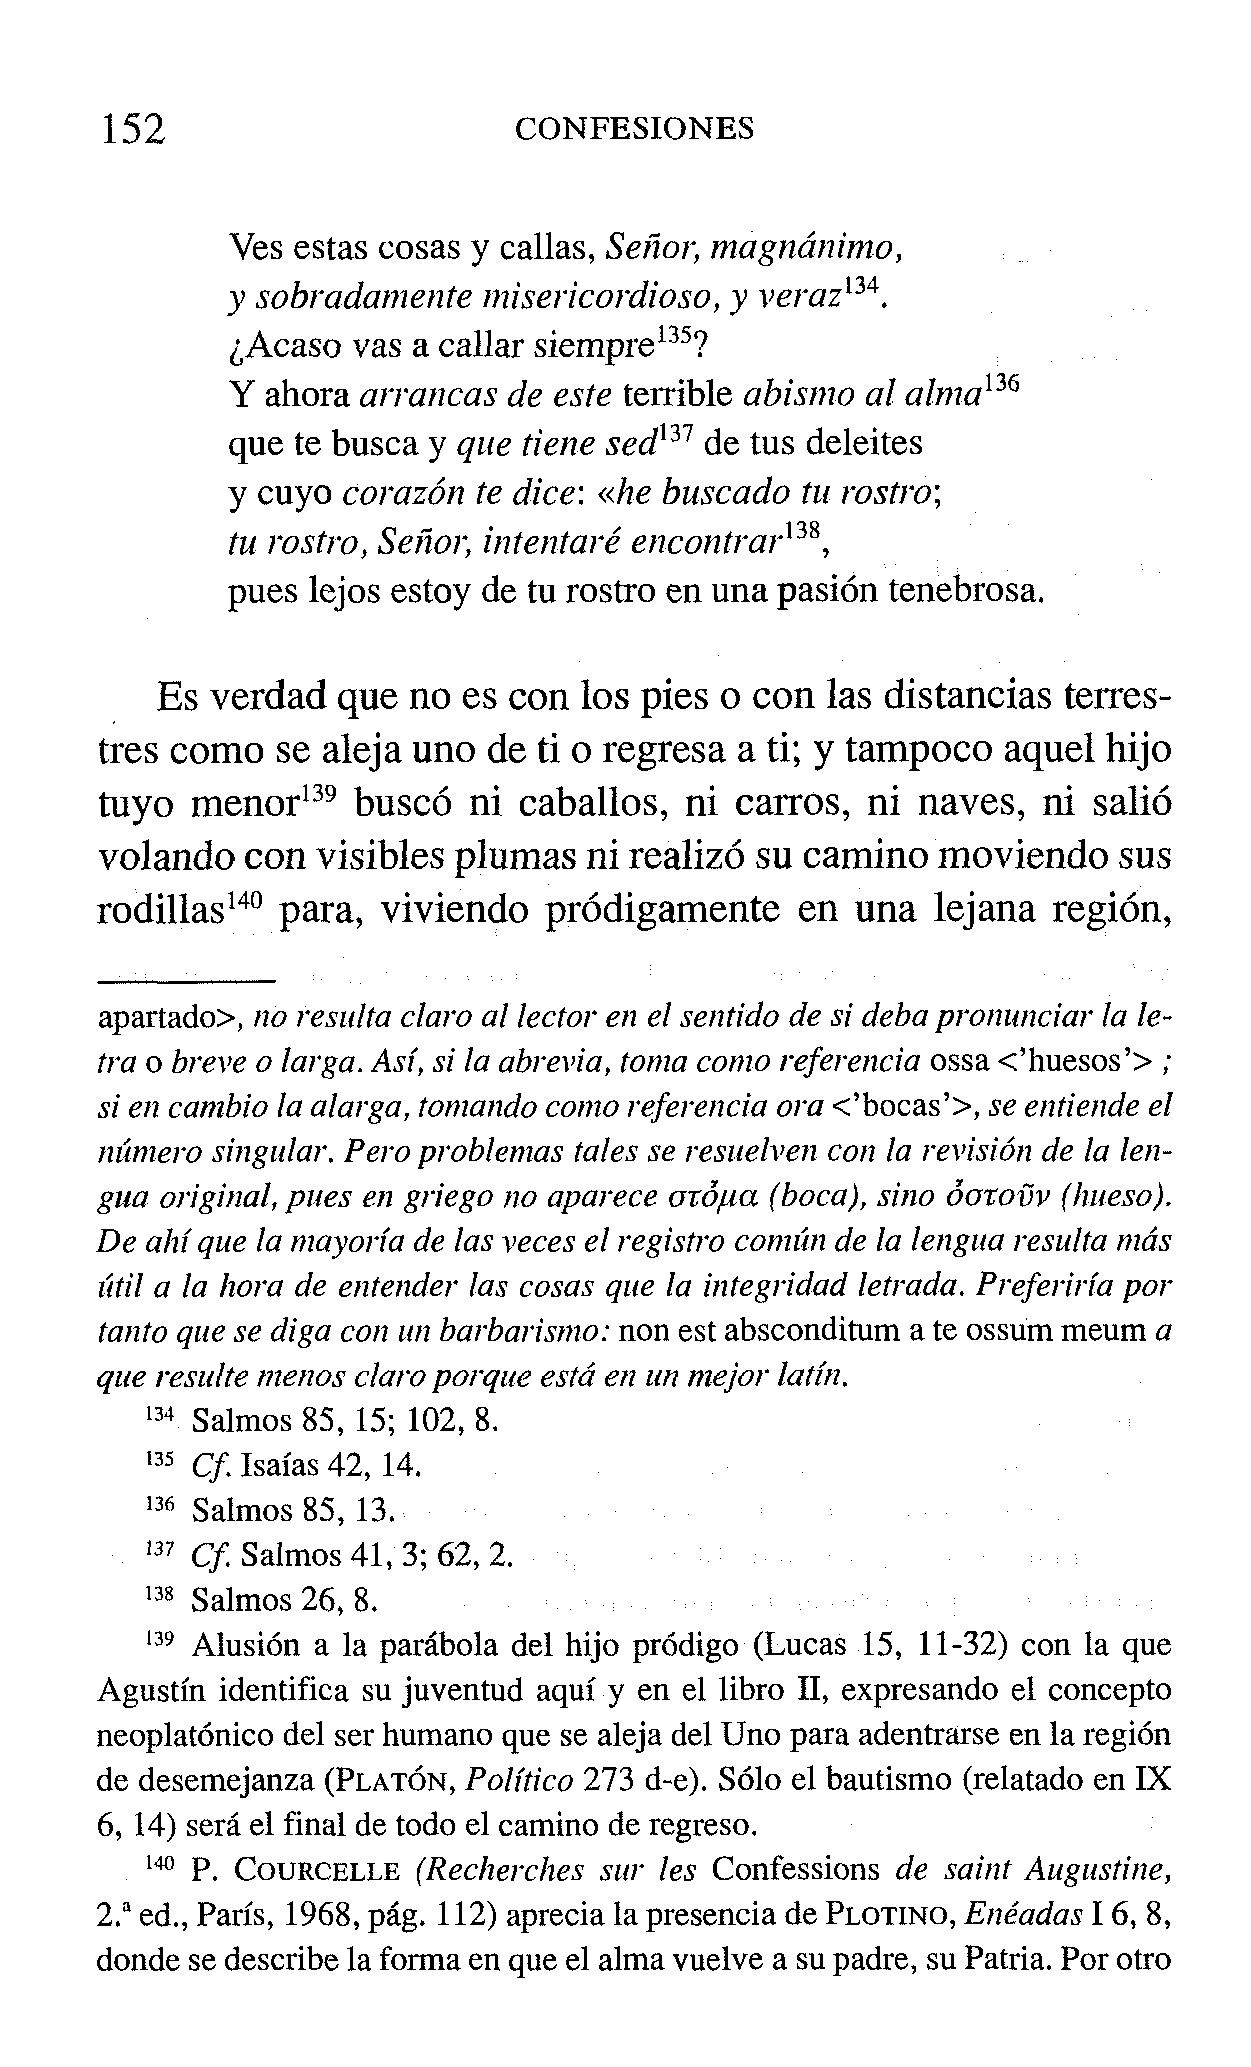 152 CONFESIONES
Ves estas cosas y callas, Señor, magnánimo,
y sobradamente misericordioso, y veraz¹³⁴.
¿Acaso vas a callar siempre¹³⁵?
Y ahora arrancas de este terrible abismo al alma¹³⁶
que te busca y que tiene sed¹³⁷ de tus deleites
y cuyo corazón te dice: «he buscado tu rostro;
tu rostro, Señor, intentaré encontrar¹³⁸,
pues lejos estoy de tu rostro en una pasión tenebrosa.
Es verdad que no es con los pies o con las distancias terres-
tres como se aleja uno de ti o regresa a ti; y tampoco aquel hijo
tuyo menor¹³⁹ buscó ni caballos, ni carros, ni naves, ni salió
volando con visibles plumas ni realizó su camino moviendo sus
rodillas¹⁴⁰ para, viviendo pródigamente en una lejana región,
apartado>, no resulta claro al lector en el sentido de si deba pronunciar la le-
tra o breve o larga. Así, si la abrevia, toma como referencia ossa <’huesos’> ;
si en cambio la alarga, tomando como referencia ora <’bocas’>, se entiende el
número singular. Pero problemas tales se resuelven con la revisión de la len-
gua original, pues en griego no aparece στόμα (boca), sino ὀστοῦν (hueso).
De ahí que la mayoría de las veces el registro común de la lengua resulta más
útil a la hora de entender las cosas que la integridad letrada. Preferiría por
tanto que se diga con un barbarismo: non est absconditum a te ossum meum a
que resulte menos claro porque está en un mejor latín.
¹³⁴ Salmos 85, 15; 102, 8.
¹³⁵ Cf. Isaías 42, 14.
¹³⁶ Salmos 85, 13.
¹³⁷ Cf. Salmos 41, 3; 62, 2.
¹³⁸ Salmos 26, 8.
¹³⁹ Alusión a la parábola del hijo pródigo (Lucas 15, 11-32) con la que
Agustín identifica su juventud aquí y en el libro II, expresando el concepto
neoplatónico del ser humano que se aleja del Uno para adentrarse en la región
de desemejanza (PLATÓN, Político 273 d-e). Sólo el bautismo (relatado en IX
6, 14) será el final de todo el camino de regreso.
¹⁴⁰ P. COURCELLE (Recherches sur les Confessions de saint Augustine,
2.ª ed., París, 1968, pág. 112) aprecia la presencia de PLOTINO, Enéadas I 6, 8,
donde se describe la forma en que el alma vuelve a su padre, su Patria. Por otro